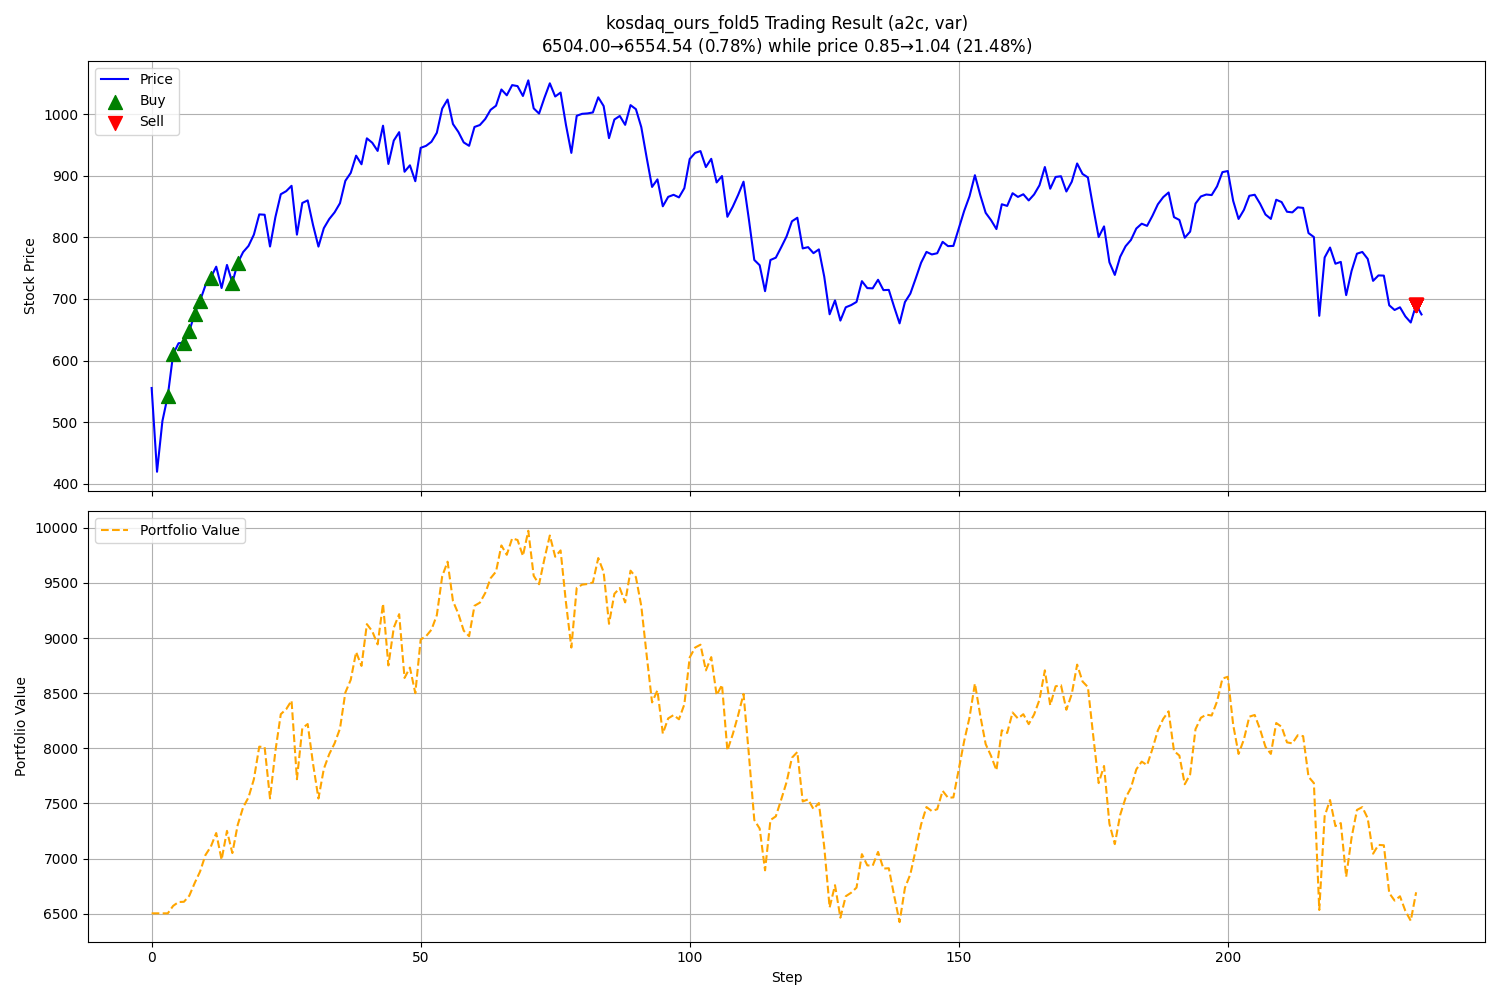 kosdaq_ours_fold5 Trading Result (a2c, var)
6504.00→6554.54 (0.78%) while price 0.85→1.04 (21.48%)
Price
Buy
Sell
Stock Price
1000
900
800
700
600
500
400
Portfolio Value
Portfolio Value
10000
9500
9000
8500
8000
7500
7000
6500
0
50
100
150
200
Step